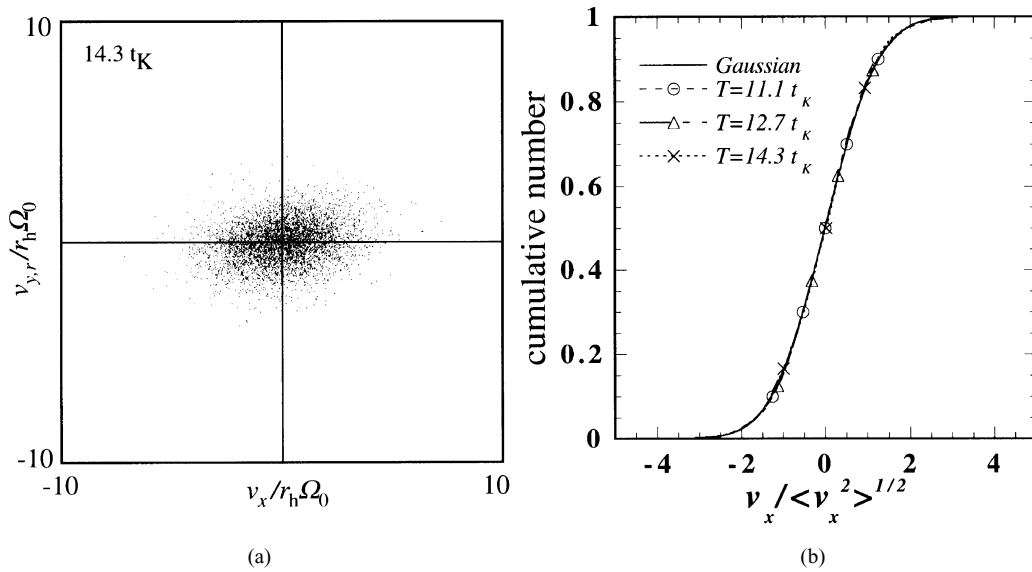 10
14.3 t_K
v_{y,r}/r_hΩ_0
-10
-10
v_x/r_hΩ_0
10
(a)
1
0.8
0.6
0.4
0.2
0
cumulative number
Gaussian
T=11.1 t_K
T=12.7 t_K
T=14.3 t_K
-4 -2 0 2 4
v_x/<v_x^2>^{1/2}
(b)